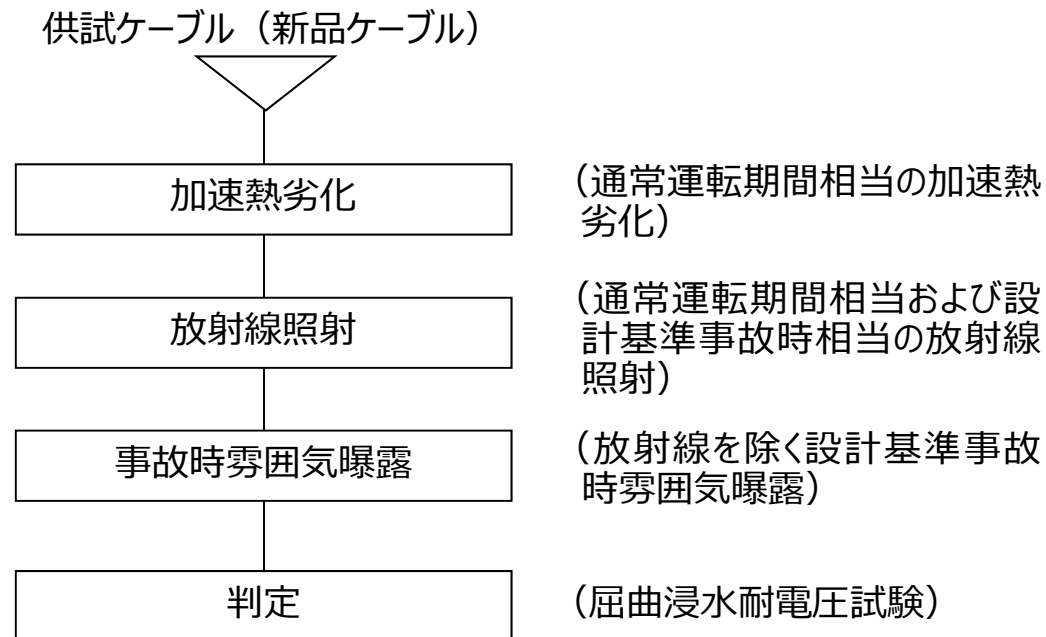 供試ケーブル（新品ケーブル）
加速熱劣化
（通常運転期間相当の加速熱
劣化）
放射線照射
（通常運転期間相当および設
計基準事故時相当の放射線
照射）
事故時雰囲気曝露
（放射線を除く設計基準事故
時雰囲気曝露）
判定
（屈曲浸水耐電圧試験）